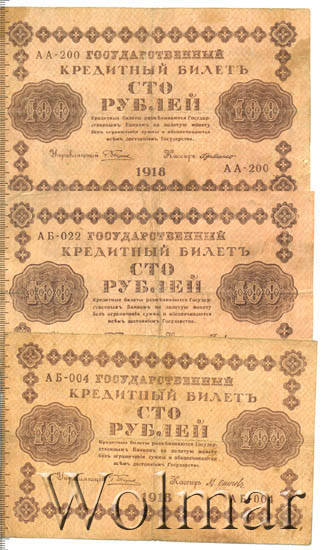 АА-200 ГОСУДАРСТВЕННЫЙ
КРЕДИТНЫЙ БИЛЕТЪ
СТО
100 РУБЛЕЙ 100
Кредитные билеты размѣниваются Государ-
ственнымъ Банкомъ на золотую монету
безъ ограниченія суммы и обезпечиваются
всѣмъ достояніемъ Государства.
Управляющій Кассиръ
1918 АА-200
АБ-022 ГОСУДАРСТВЕННЫЙ
КРЕДИТНЫЙ БИЛЕТЪ
СТО
100 РУБЛЕЙ 100
Кредитные билеты размѣниваются Государ-
ственнымъ Банкомъ на золотую монету
безъ ограниченія суммы и обезпечиваются
всѣмъ достояніемъ Государства.
АБ-004 ГОСУДАРСТВЕННЫЙ
КРЕДИТНЫЙ БИЛЕТЪ
СТО
100 РУБЛЕЙ 100
Кредитные билеты размѣниваются Государ-
ственнымъ Банкомъ на золотую монету
безъ ограниченія суммы и обезпечиваются
всѣмъ достояніемъ Государства.
Управляющій Кассиръ
1918 АБ-004
Wolmar